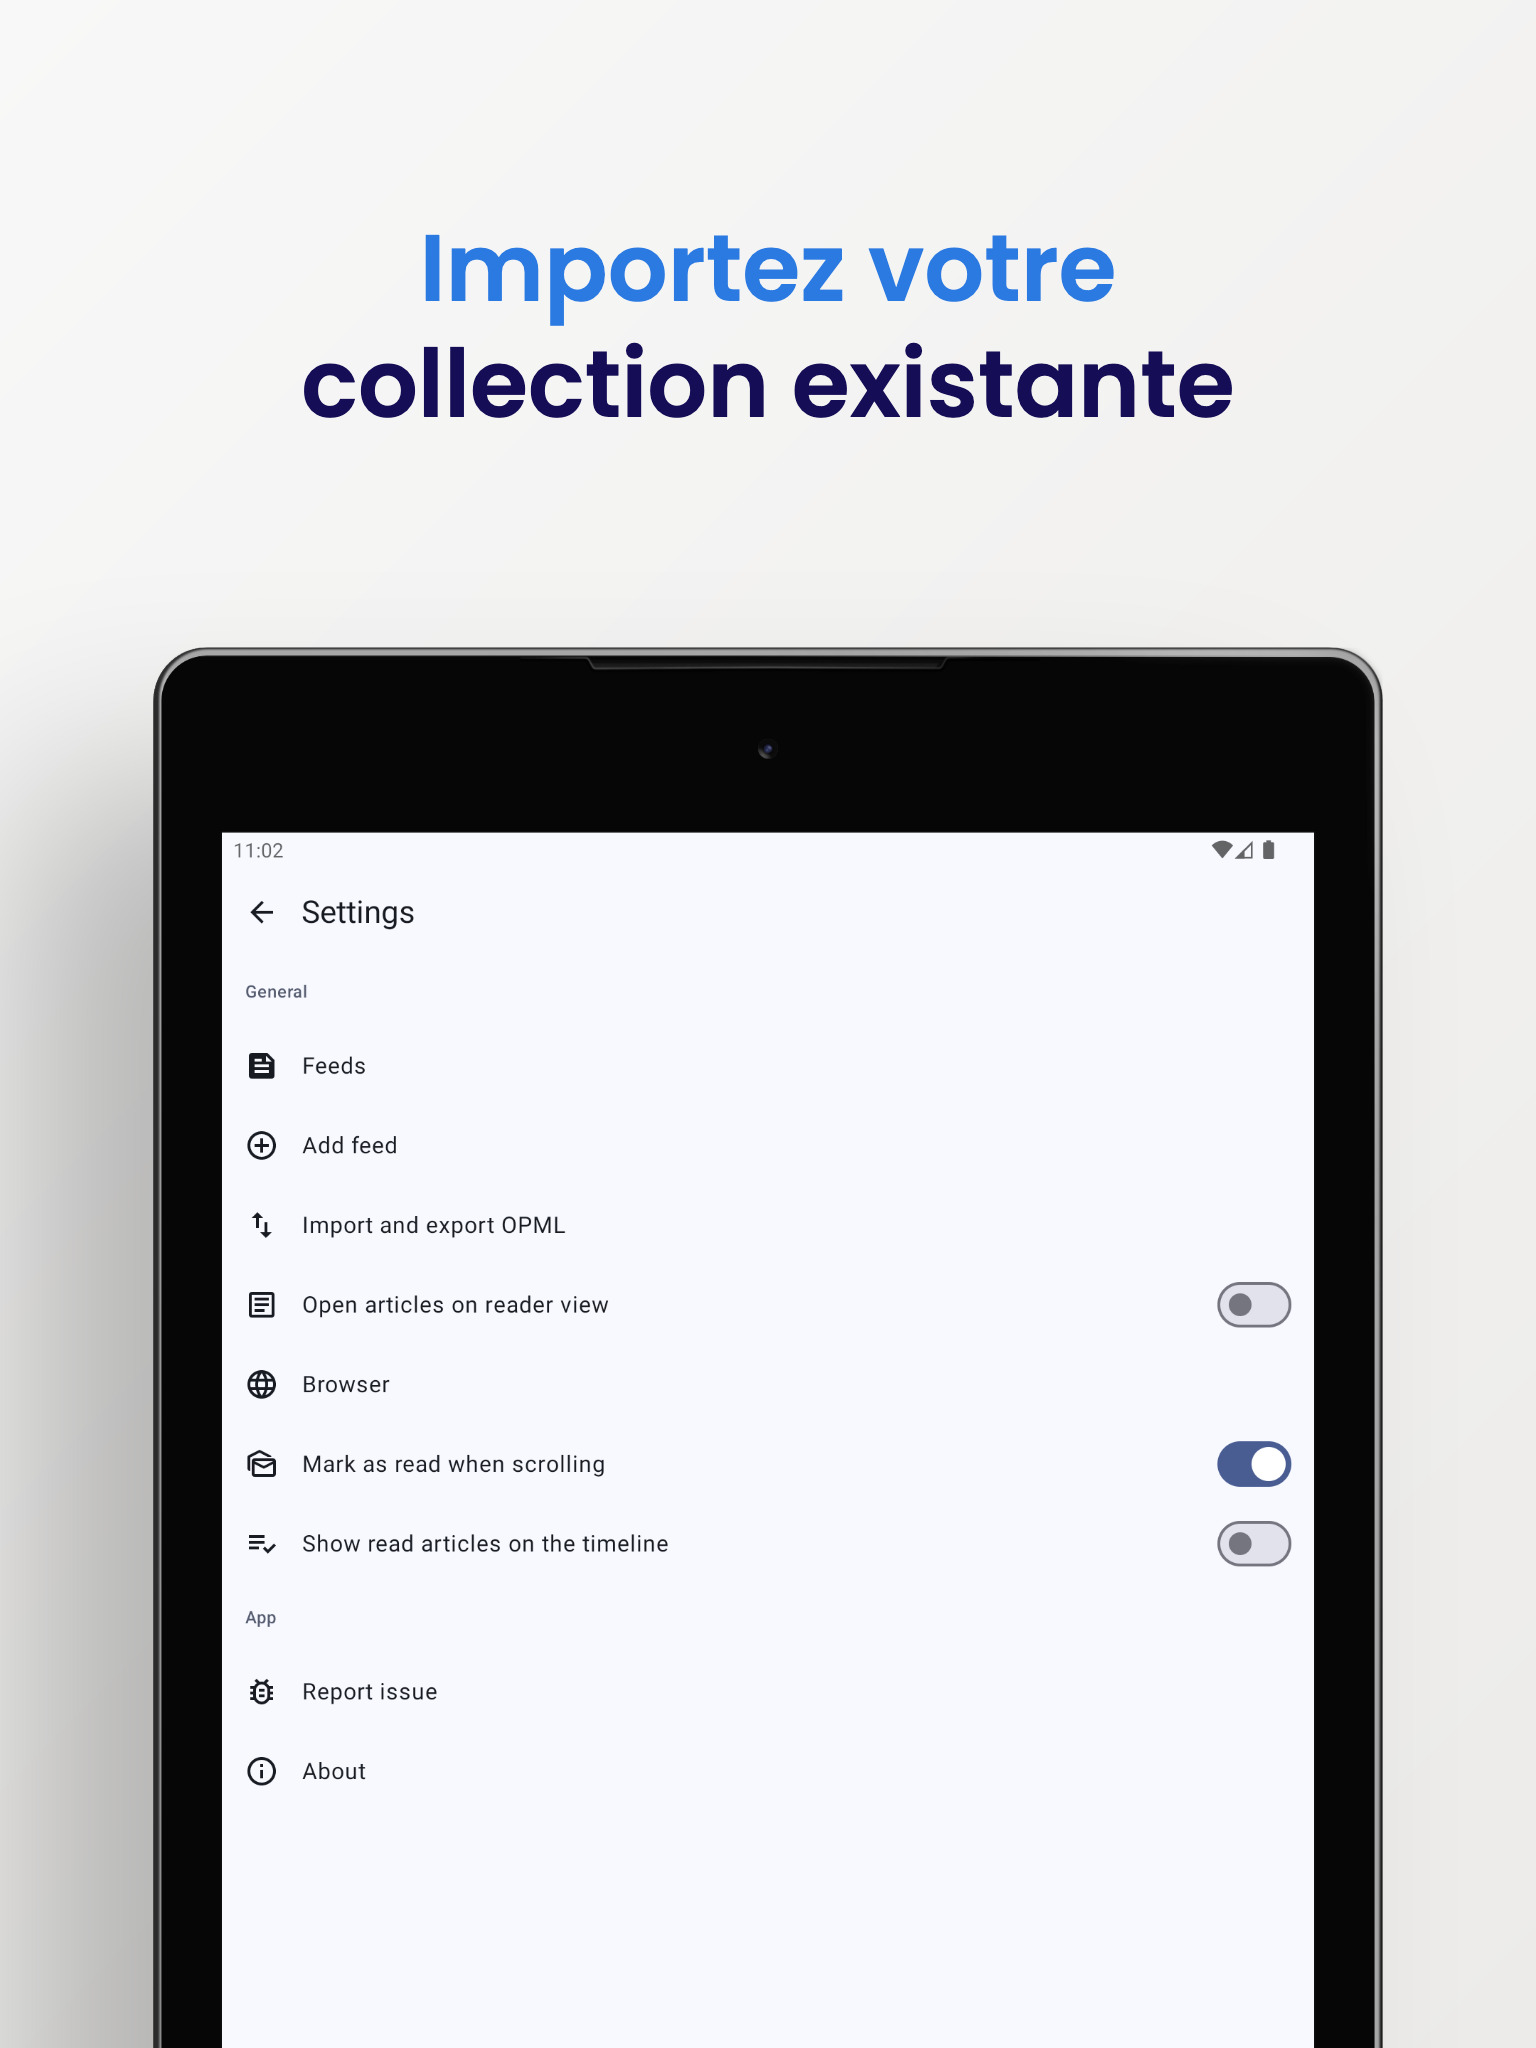 Importez votre
collection existante
11:02
Settings
General
Feeds
Add feed
Import and export OPML
Open articles on reader view
Browser
Mark as read when scrolling
Show read articles on the timeline
App
Report issue
About